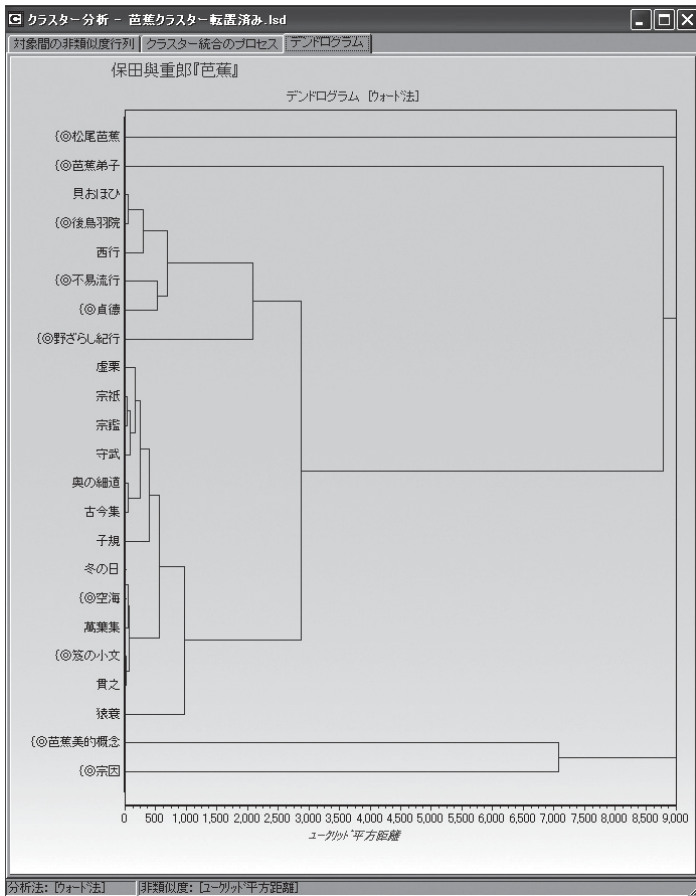 クラスター分析 - 芭蕉クラスター転置済み.lsd
対象間の非類似度行列 クラスター統合のプロセス デンドログラム
保田與重郎『芭蕉』
デンドログラム [ウォード法]
{◎松尾芭蕉
{◎芭蕉弟子
貝おほひ
{◎後鳥羽院
西行
{◎不易流行
{◎貞徳
{◎野ざらし紀行
虚栗
宗祇
宗鑑
守武
奥の細道
古今集
子規
冬の日
{◎空海
萬葉集
{◎笈の小文
貫之
猿蓑
{◎芭蕉美的概念
{◎宗因
0 500 1,000 1,500 2,000 2,500 3,000 3,500 4,000 4,500 5,000 5,500 6,000 6,500 7,000 7,500 8,000 8,500 9,000
ユークリッド平方距離
分析法: [ウォード法] 非類似度: [ユークリッド平方距離]